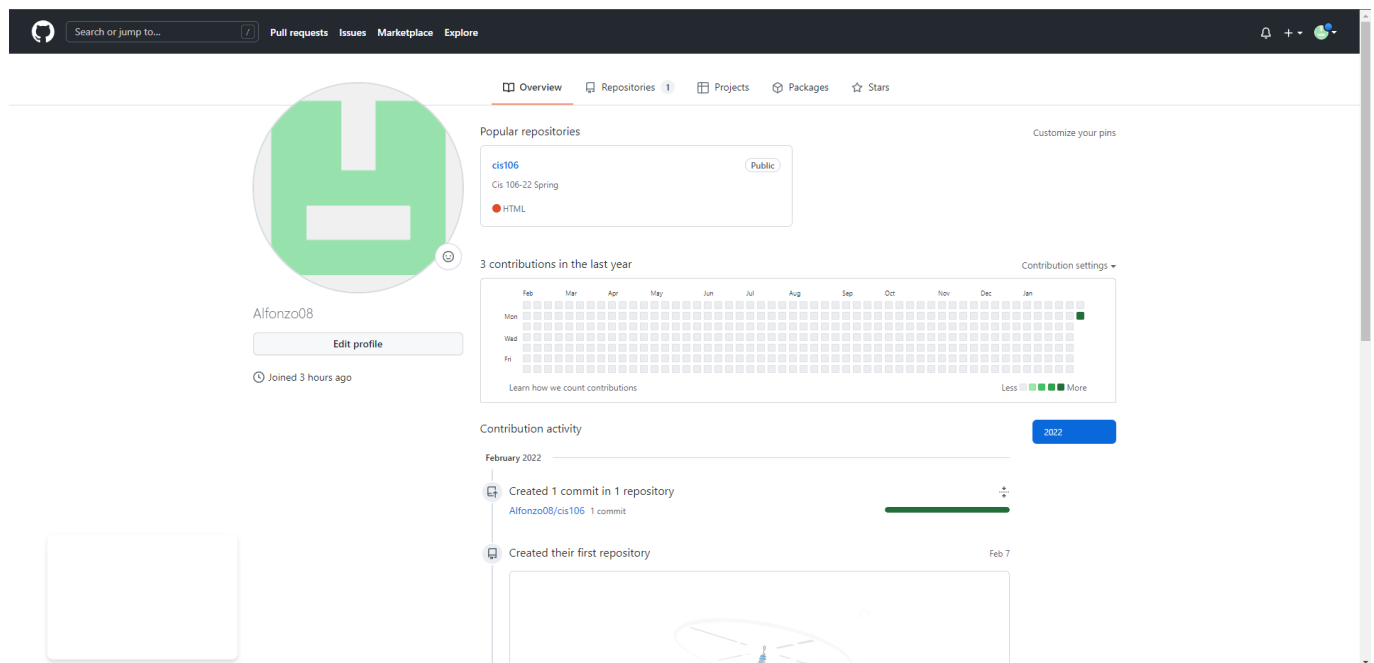 Search or jump to... / Pull requests Issues Marketplace Explore
Overview Repositories 1 Projects Packages Stars
Popular repositories Customize your pins
cis106 Public
Cis 106-22 Spring
HTML
Alfonzo08
Edit profile
Joined 3 hours ago
3 contributions in the last year Contribution settings
Feb Mar Apr May Jun Jul Aug Sep Oct Nov Dec Jan
Mon
Wed
Fri
Learn how we count contributions Less More
Contribution activity 2022
February 2022
Created 1 commit in 1 repository
Alfonzo08/cis106 1 commit
Created their first repository Feb 7